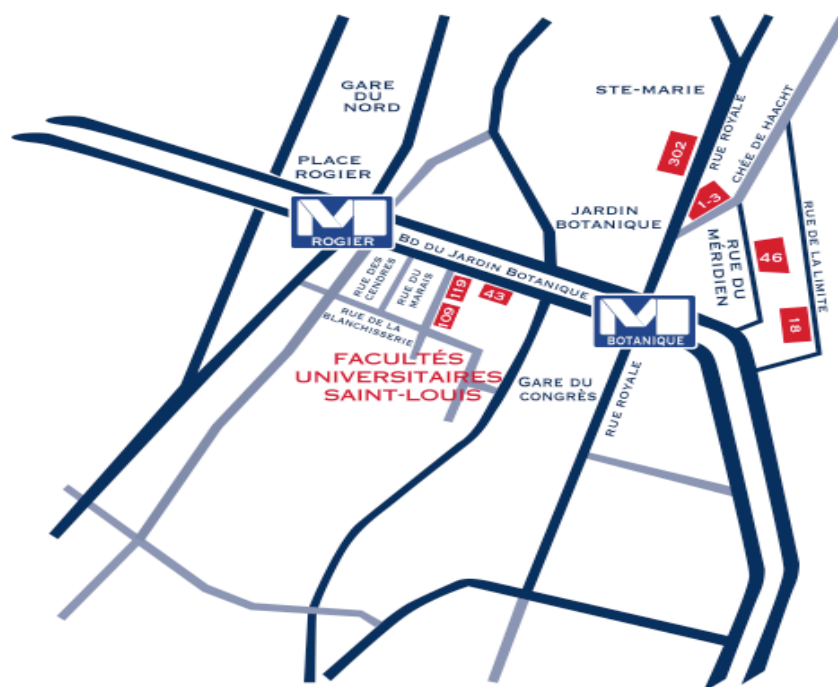 GARE
DU
NORD
STE-MARIE
RUE ROYALE
CHÉE DE HAACHT
302
PLACE
ROGIER
1-3
JARDIN
BOTANIQUE
RUE DU
MÉRIDIEN
RUE DE LA LIMITE
M
ROGIER
BD DU JARDIN BOTANIQUE
46
RUE DES
CENDRES
RUE DU
MARAIS
119
43
109
18
M
BOTANIQUE
RUE DE LA
BLANCHISSERIE
FACULTÉS
UNIVERSITAIRES
SAINT-LOUIS
GARE DU
CONGRÈS
RUE ROYALE